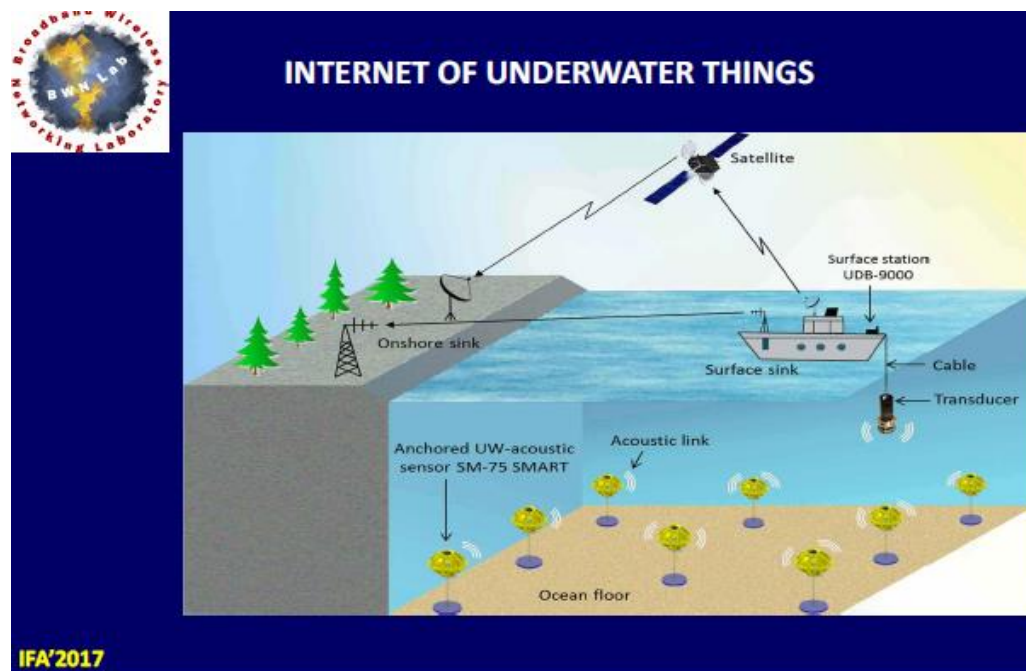 Broadband Wireless
Networking Laboratory
BWN Lab
INTERNET OF UNDERWATER THINGS
Satellite
Surface station
UDB-9000
Onshore sink
Surface sink
Cable
Transducer
Acoustic link
Anchored UW-acoustic
sensor SM-75 SMART
Ocean floor
IFA'2017